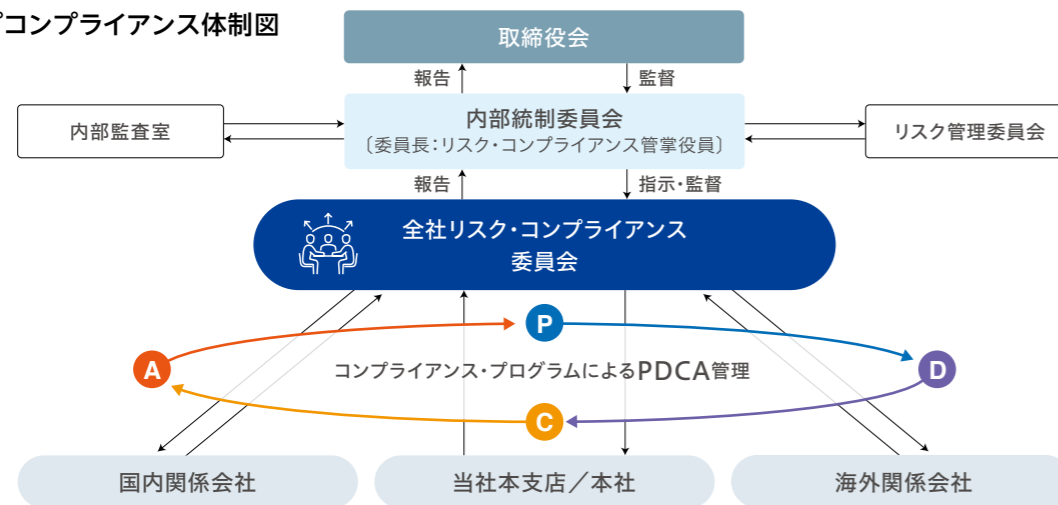 プコンプライアンス体制図
取締役会
報告
監督
内部監査室
内部統制委員会
〔委員長：リスク・コンプライアンス管掌役員〕
リスク管理委員会
報告
指示・監督
全社リスク・コンプライアンス
委員会
P
A
コンプライアンス・プログラムによるPDCA管理
D
C
国内関係会社
当社本支店／本社
海外関係会社